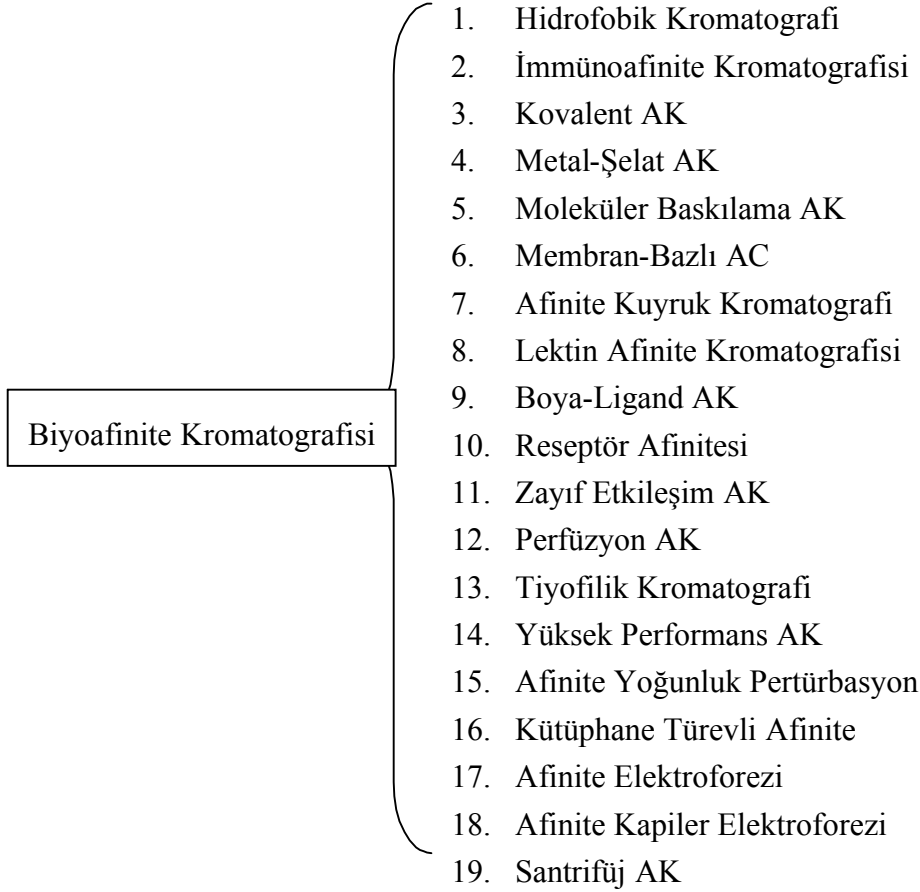 1. Hidrofobik Kromatografi
2. İmmünoafinite Kromatografisi
3. Kovalent AK
4. Metal-Şelat AK
5. Moleküler Baskılama AK
6. Membran-Bazlı AC
7. Afinite Kuyruk Kromatografi
8. Lektin Afinite Kromatografisi
9. Boya-Ligand AK
Biyoafinite Kromatografisi
10. Reseptör Afinitesi
11. Zayıf Etkileşim AK
12. Perfüzyon AK
13. Tiyofilik Kromatografi
14. Yüksek Performans AK
15. Afinite Yoğunluk Pertürbasyon
16. Kütüphane Türevli Afinite
17. Afinite Elektroforezi
18. Afinite Kapiler Elektroforezi
19. Santrifüj AK